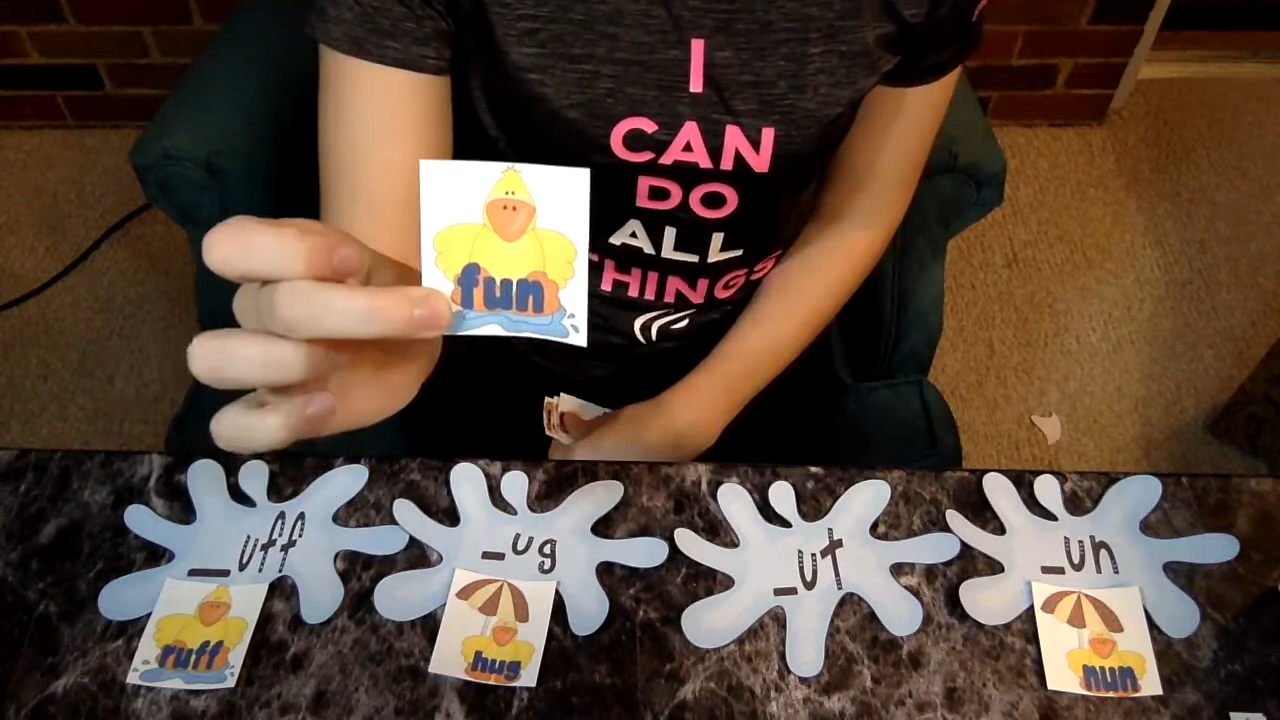 I
CAN
DO
ALL
THINGS
fun
_uff
_ug
_ut
_un
ruff
hug
nun